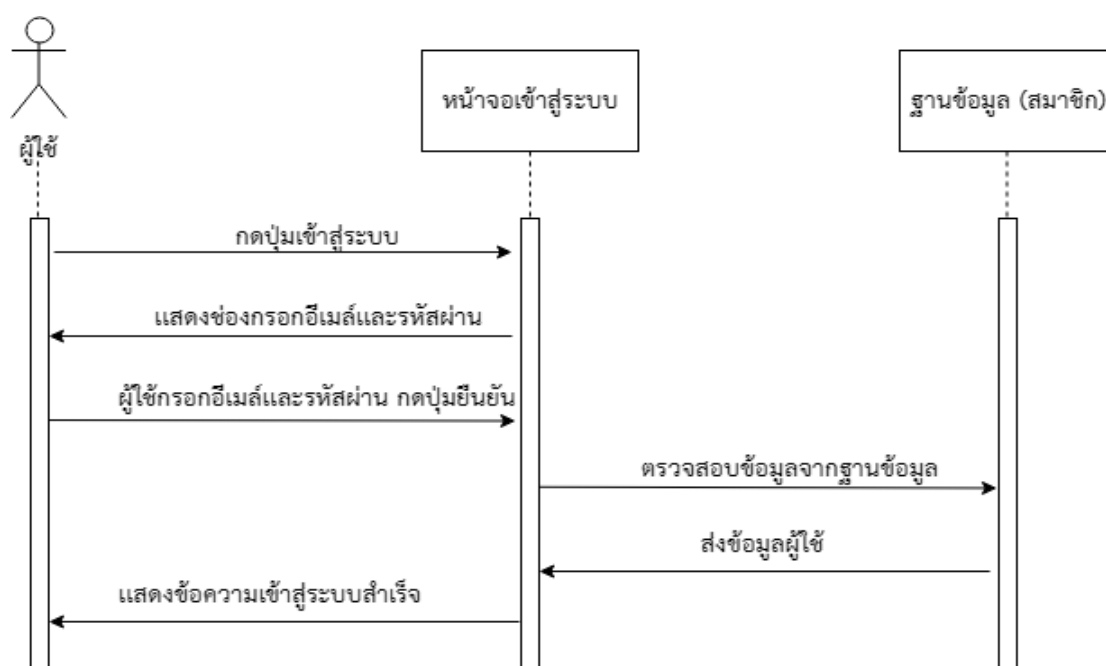 หน้าจอเข้าสู่ระบบ
ฐานข้อมูล (สมาชิก)
ผู้ใช้
กดปุ่มเข้าสู่ระบบ
แสดงช่องกรอกอีเมล์และรหัสผ่าน
ผู้ใช้กรอกอีเมล์และรหัสผ่าน กดปุ่มยืนยัน
ตรวจสอบข้อมูลจากฐานข้อมูล
ส่งข้อมูลผู้ใช้
แสดงข้อความเข้าสู่ระบบสำเร็จ